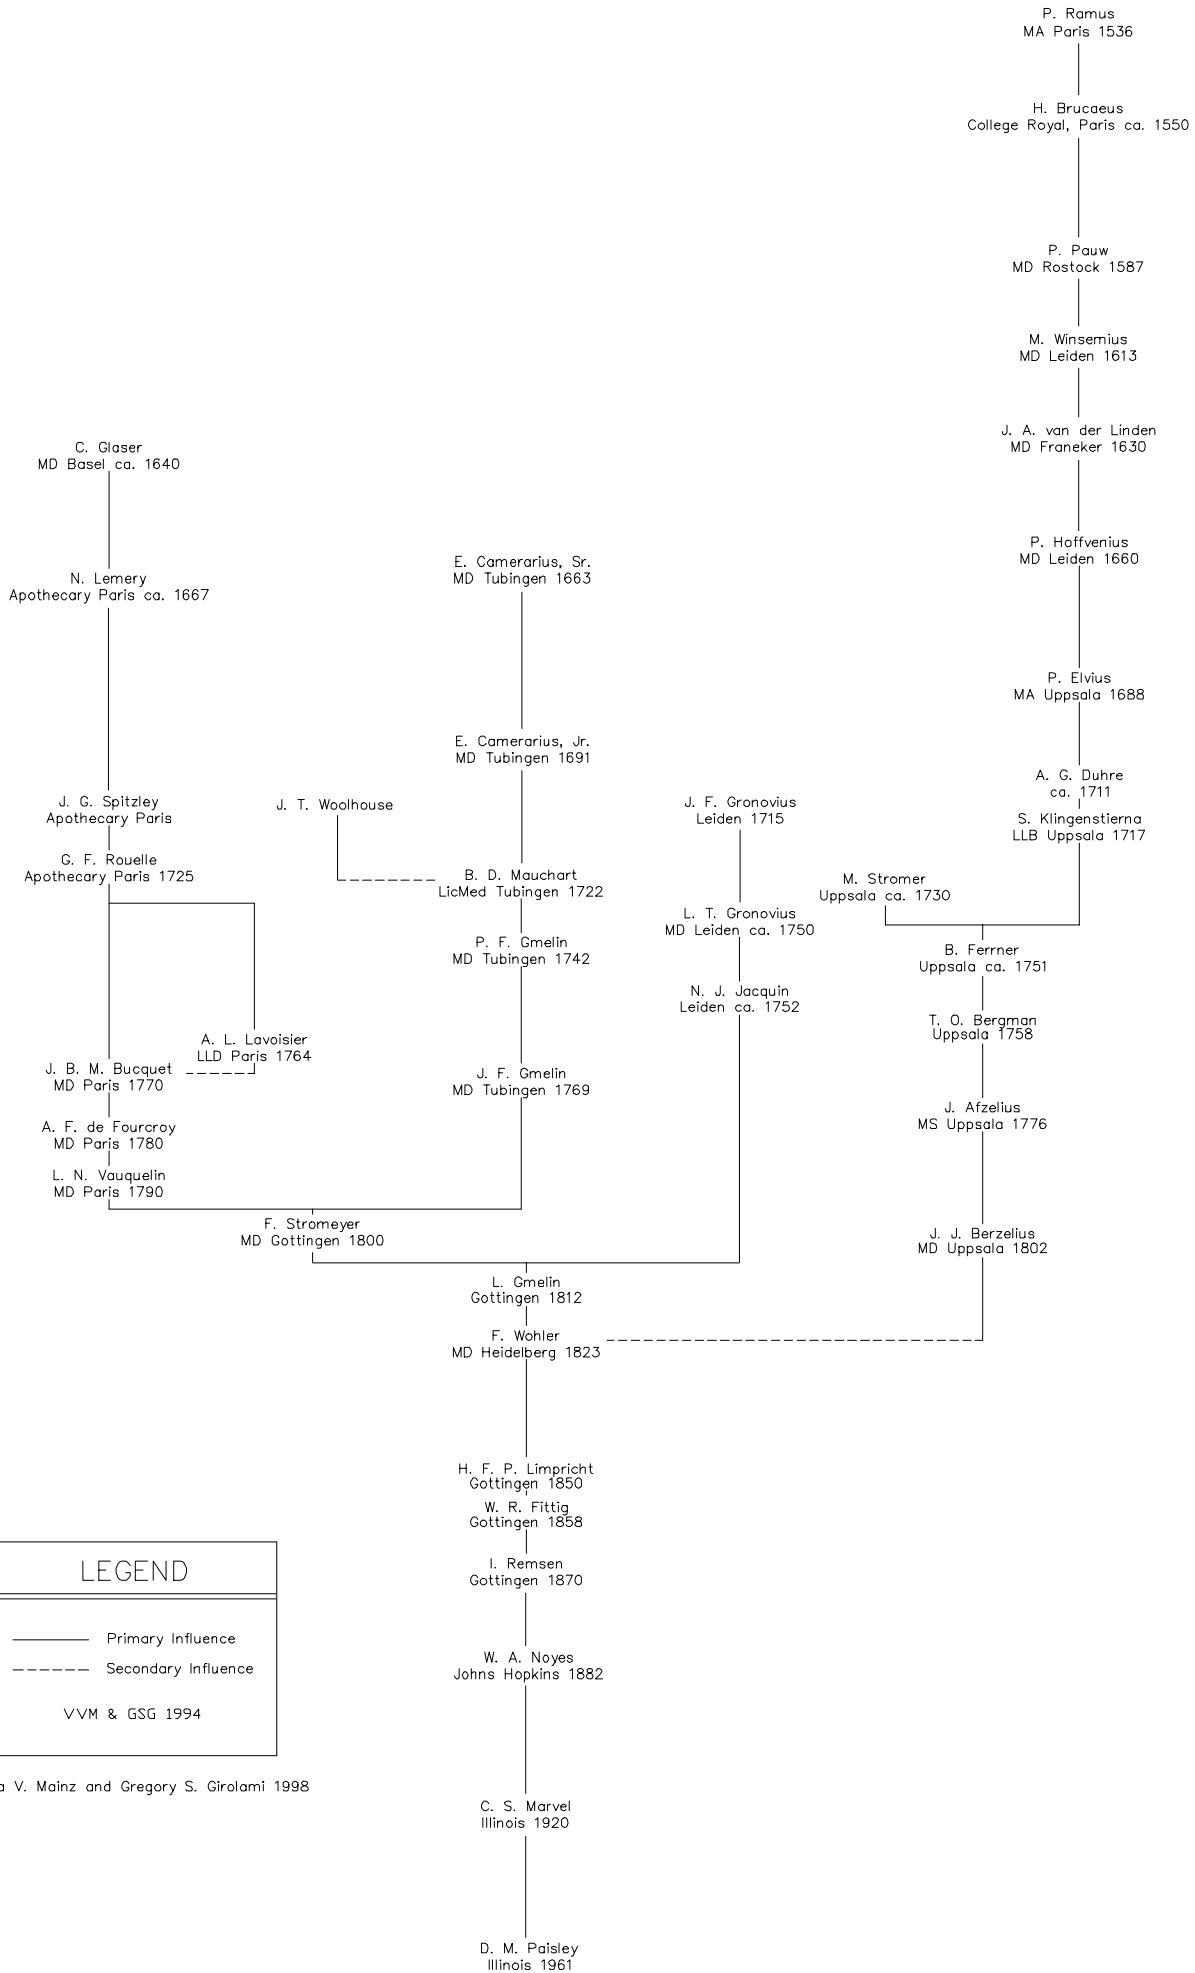 P. Ramus
MA Paris 1536
H. Brucaeus
College Royal, Paris ca. 1550
P. Pauw
MD Rostock 1587
M. Winsemius
MD Leiden 1613
J. A. van der Linden
MD Franeker 1630
C. Glaser
MD Basel ca. 1640
P. Hoffvenius
MD Leiden 1660
E. Camerarius, Sr.
MD Tubingen 1663
N. Lemery
Apothecary Paris ca. 1667
P. Elvius
MA Uppsala 1688
E. Camerarius, Jr.
MD Tubingen 1691
A. G. Duhre
ca. 1711
J. G. Spitzley
Apothecary Paris
J. T. Woolhouse
J. F. Gronovius
Leiden 1715
S. Klingenstierna
LLB Uppsala 1717
G. F. Rouelle
Apothecary Paris 1725
B. D. Mauchart
LicMed Tubingen 1722
M. Stromer
Uppsala ca. 1730
L. T. Gronovius
MD Leiden ca. 1750
P. F. Gmelin
MD Tubingen 1742
B. Ferrner
Uppsala ca. 1751
N. J. Jacquin
Leiden ca. 1752
T. O. Bergman
Uppsala 1758
A. L. Lavoisier
LLD Paris 1764
J. B. M. Bucquet
MD Paris 1770
J. F. Gmelin
MD Tubingen 1769
J. Afzelius
MS Uppsala 1776
A. F. de Fourcroy
MD Paris 1780
L. N. Vauquelin
MD Paris 1790
F. Stromeyer
MD Gottingen 1800
J. J. Berzelius
MD Uppsala 1802
L. Gmelin
Gottingen 1812
F. Wohler
MD Heidelberg 1823
H. F. P. Limpricht
Gottingen 1850
W. R. Fittig
Gottingen 1858
I. Remsen
Gottingen 1870
W. A. Noyes
Johns Hopkins 1882
C. S. Marvel
Illinois 1920
D. M. Paisley
Illinois 1961
LEGEND
Primary Influence
Secondary Influence
VVM & GSG 1994
a V. Mainz and Gregory S. Girolami 1998